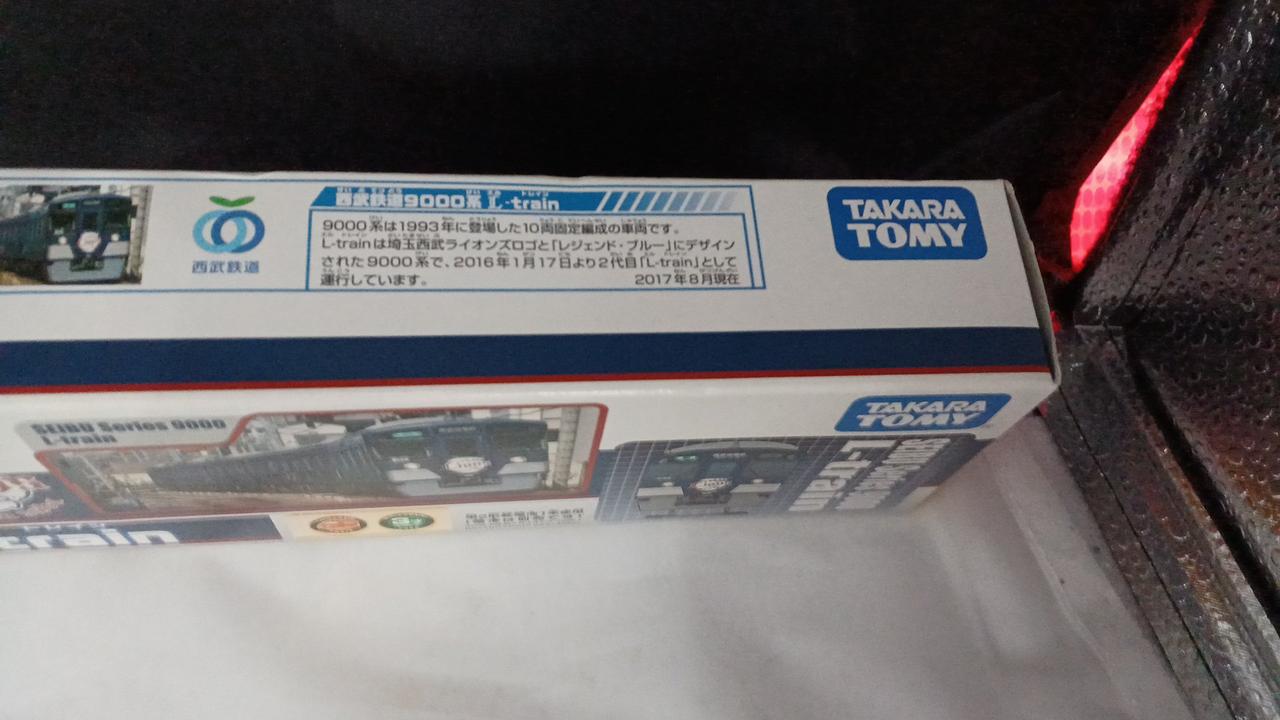 西武鉄道
西武鉄道9000系 L-train
9000系は1993年に登場した10両固定編成の車両です。
L-trainは埼玉西武ライオンズロゴと「レジェンド・ブルー」にデザイン
された9000系で、2016年1月17日より2代目「L-train」として
運行しています。
2017年8月現在
TAKARA
TOMY
SEIBU Series 9000
L-train
TAKARA
TOMY
train